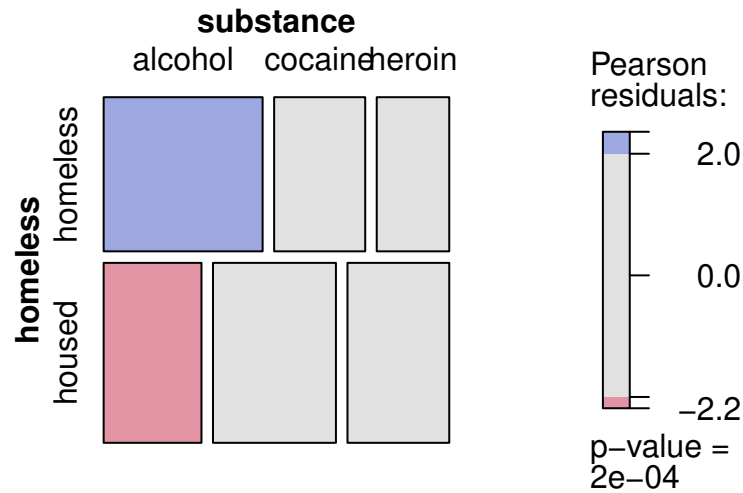 substance
alcohol cocaine heroin
homeless
homeless
housed
Pearson
residuals:
2.0
0.0
−2.2
p−value =
2e−04